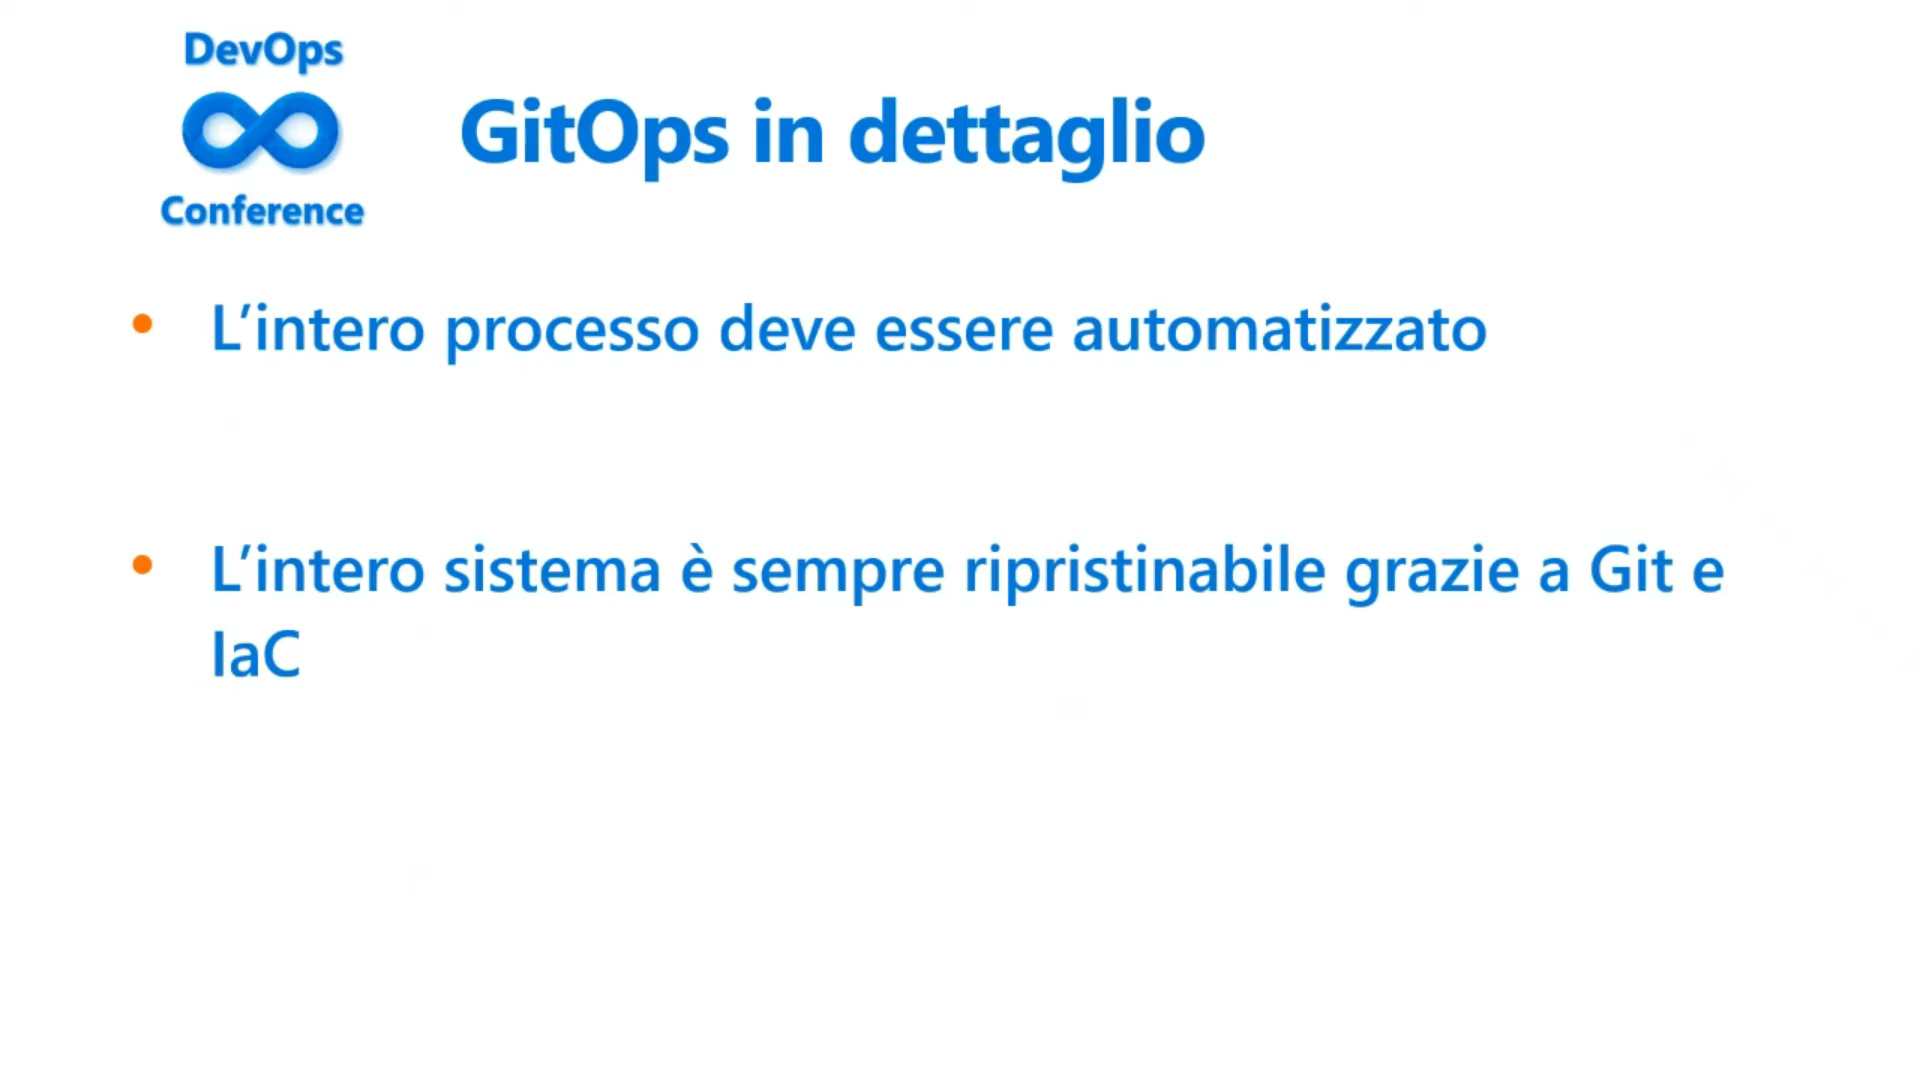 DevOps
Conference
GitOps in dettaglio
• L’intero processo deve essere automatizzato
• L’intero sistema è sempre ripristinabile grazie a Git e
IaC